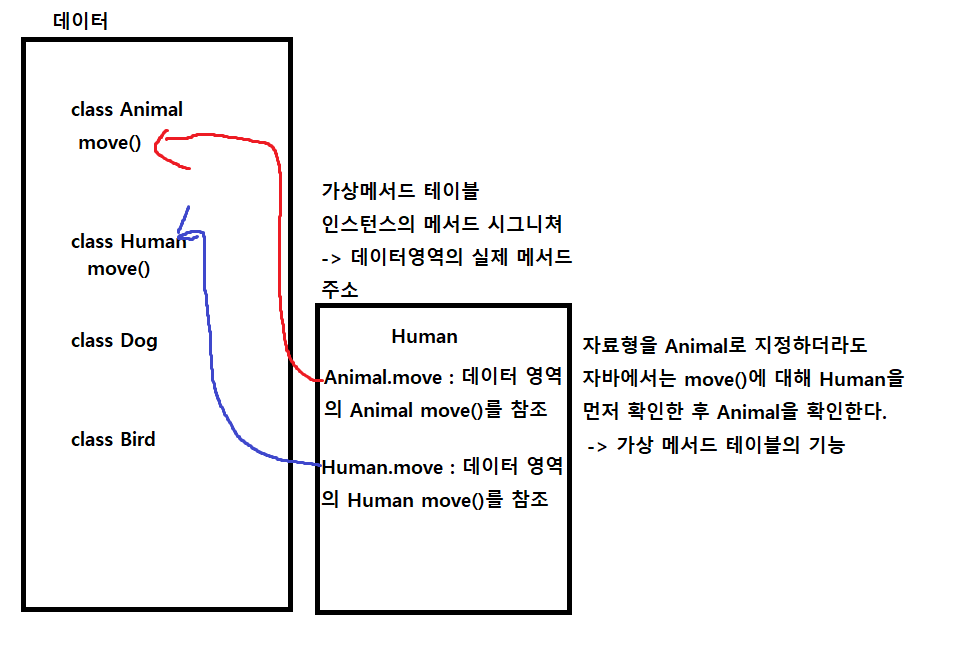 데이터
class Animal
move()
class Human
move()
class Dog
class Bird
가상메서드 테이블
인스턴스의 메서드 시그니쳐
-> 데이터영역의 실제 메서드
주소
Human
Animal.move : 데이터 영역
의 Animal move()를 참조
Human.move : 데이터 영역
의 Human move()를 참조
자료형을 Animal로 지정하더라도
자바에서는 move()에 대해 Human을
먼저 확인한 후 Animal을 확인한다.
-> 가상 메서드 테이블의 기능